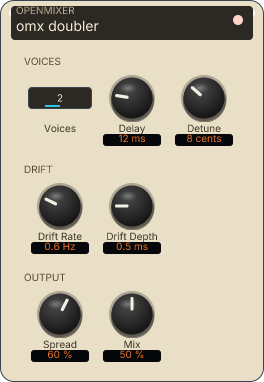 OPENMIXER
omx doubler
VOICES
2
Voices
Delay
12 ms
Detune
8 cents
DRIFT
Drift Rate
0.6 Hz
Drift Depth
0.5 ms
OUTPUT
Spread
60 %
Mix
50 %